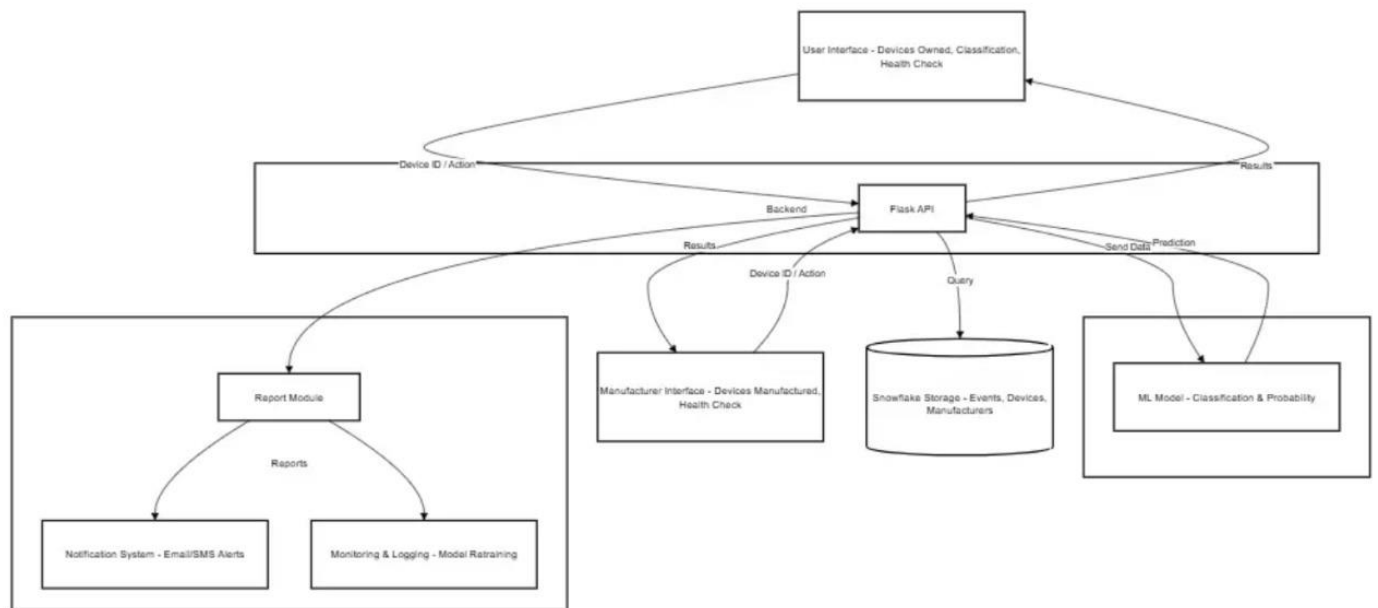 User Interface - Devices Owned, Classification,
Health Check
Device ID / Action
Results
Backend
Flask API
Results
Send Data
Prediction
Device ID / Action
Query
Report Module
Manufacturer Interface - Devices Manufactured,
Health Check
Snowflake Storage - Events, Devices,
Manufacturers
ML Model - Classification & Probability
Reports
Notification System - Email/SMS Alerts
Monitoring & Logging - Model Retraining